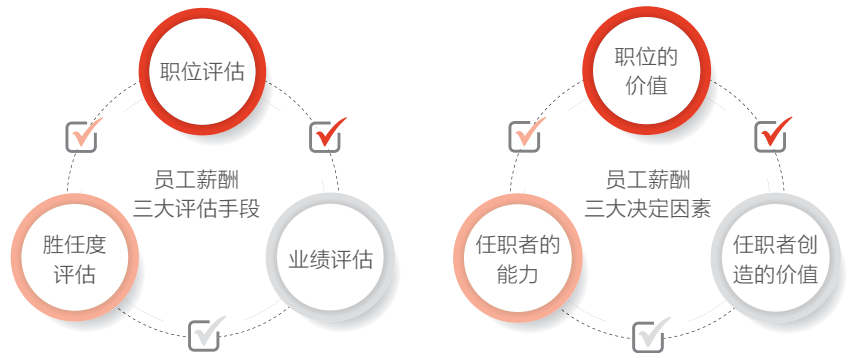 职位评估
员工薪酬
三大评估手段
胜任度
评估
业绩评估
职位的
价值
员工薪酬
三大决定因素
任职者的
能力
任职者创
造的价值